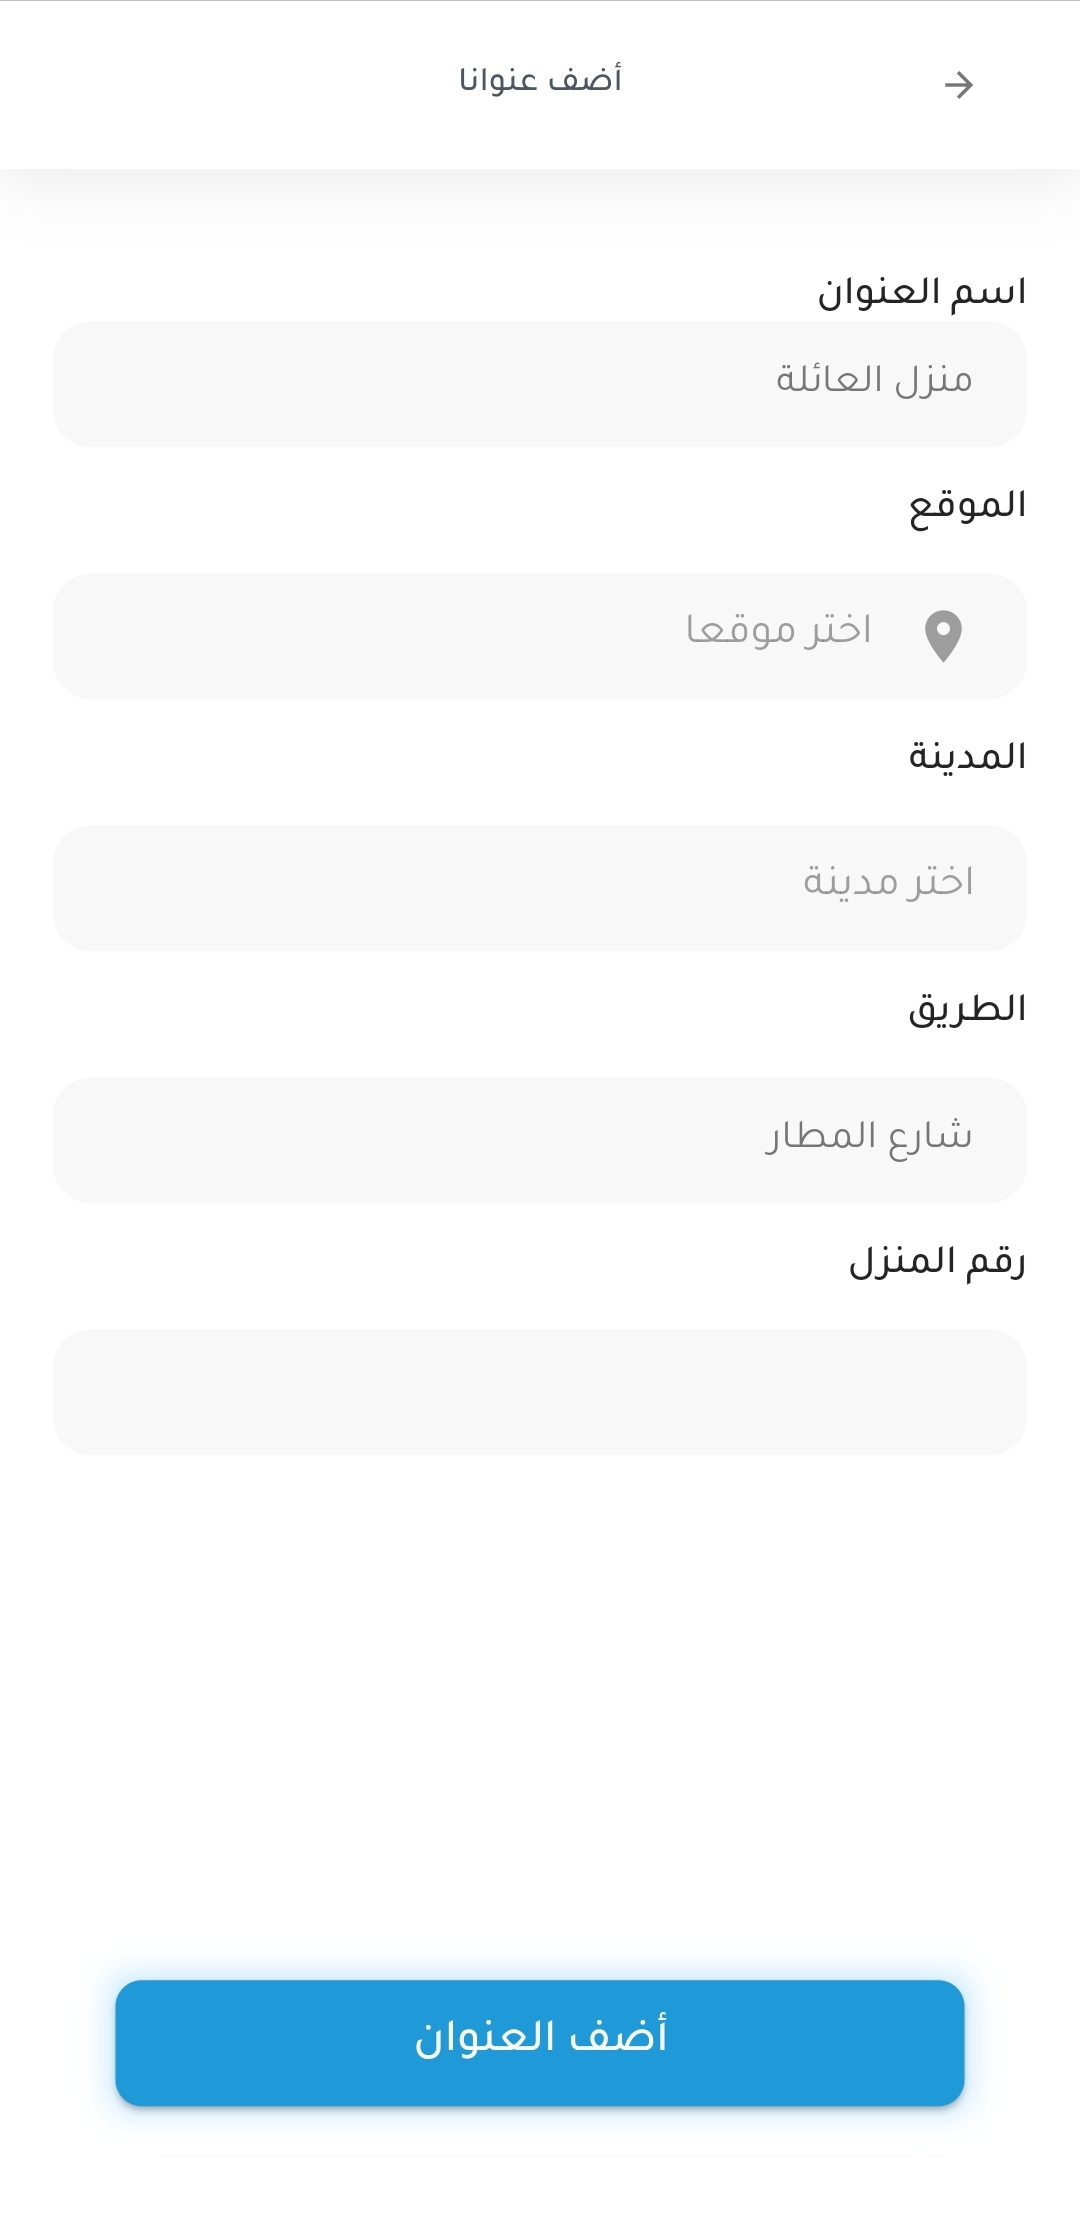 أضف عنوانا
اسم العنوان
منزل العائلة
الموقع
اختر موقعا
المدينة
اختر مدينة
الطريق
شارع المطار
رقم المنزل
أضف العنوان